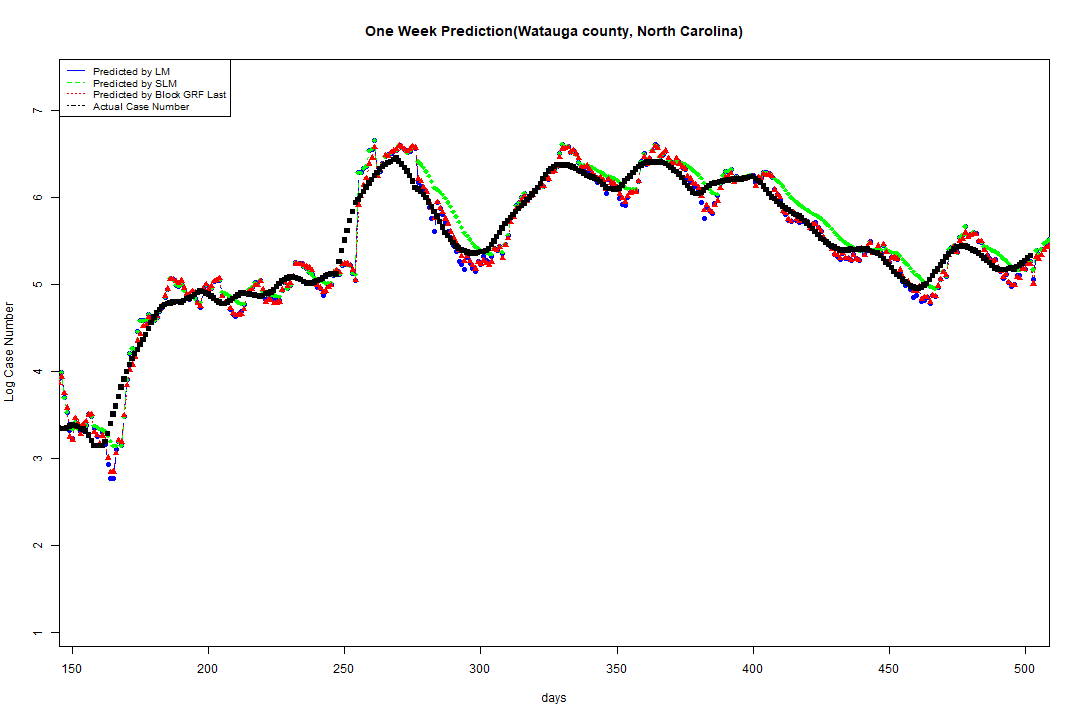 One Week Prediction(Watauga county, North Carolina)
Predicted by LM
Predicted by SLM
Predicted by Block GRF Last
Actual Case Number
7
6
5
4
3
2
1
Log Case Number
150 200 250 300 350 400 450 500
days